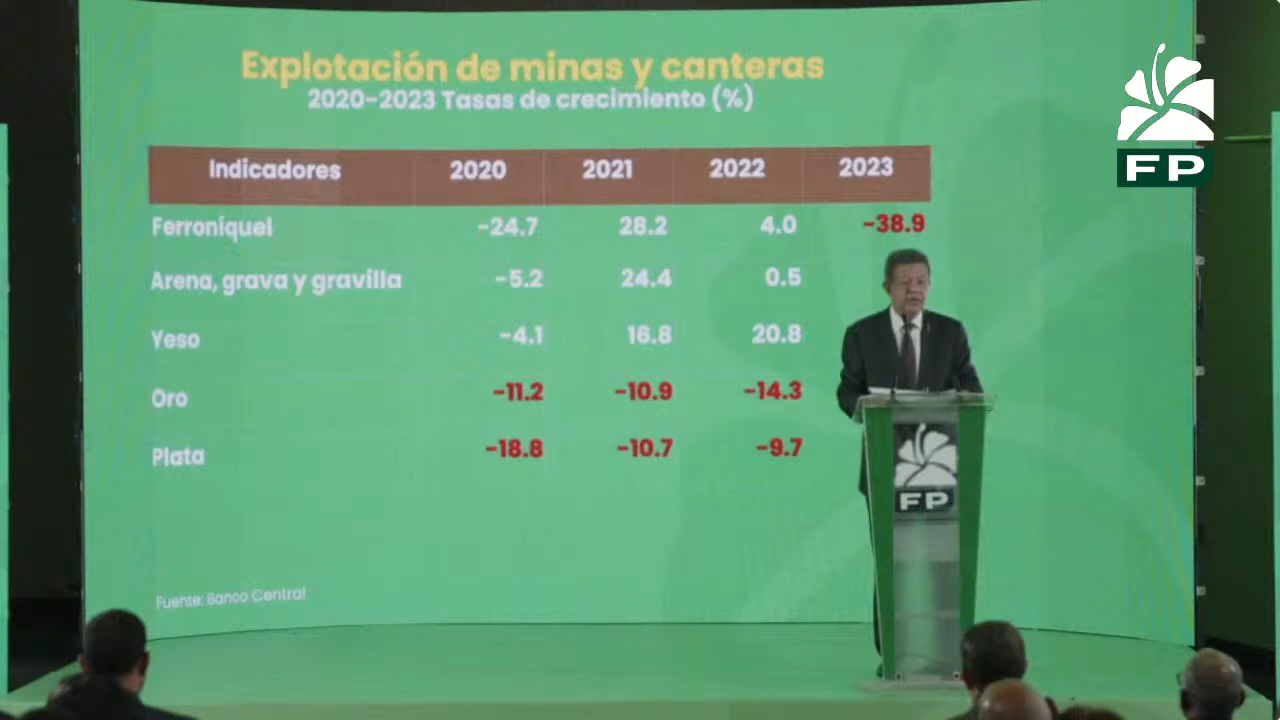 Explotación de minas y canteras
2020-2023 Tasas de crecimiento (%)
Indicadores 2020 2021 2022 2023
Ferroníquel -24.7 28.2 4.0 -38.9
Arena, grava y gravilla -5.2 24.4 0.5
Yeso -4.1 16.8 20.8
Oro -11.2 -10.9 -14.3
Plata -18.8 -10.7 -9.7
Fuente: Banco Central
FP
FP